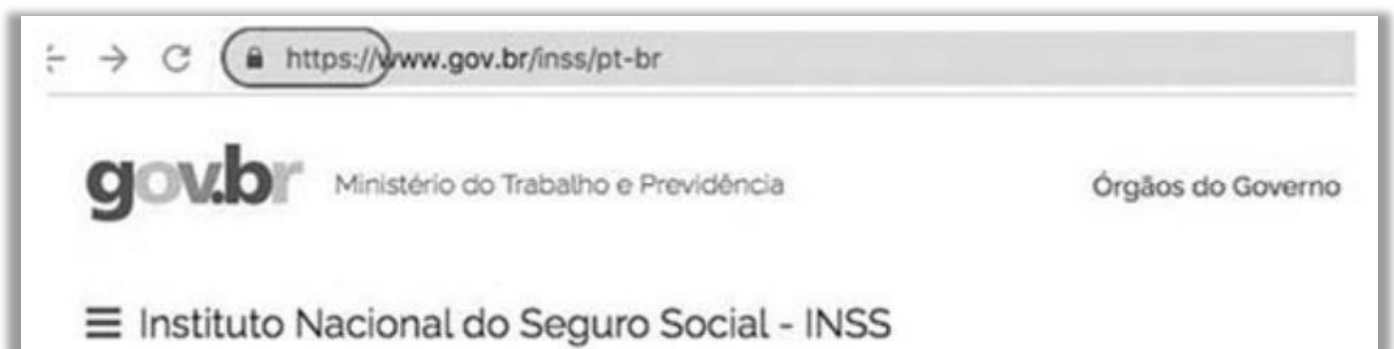 https://www.gov.br/inss/pt-br
gov.br Ministério do Trabalho e Previdência Órgãos do Governo
Instituto Nacional do Seguro Social - INSS